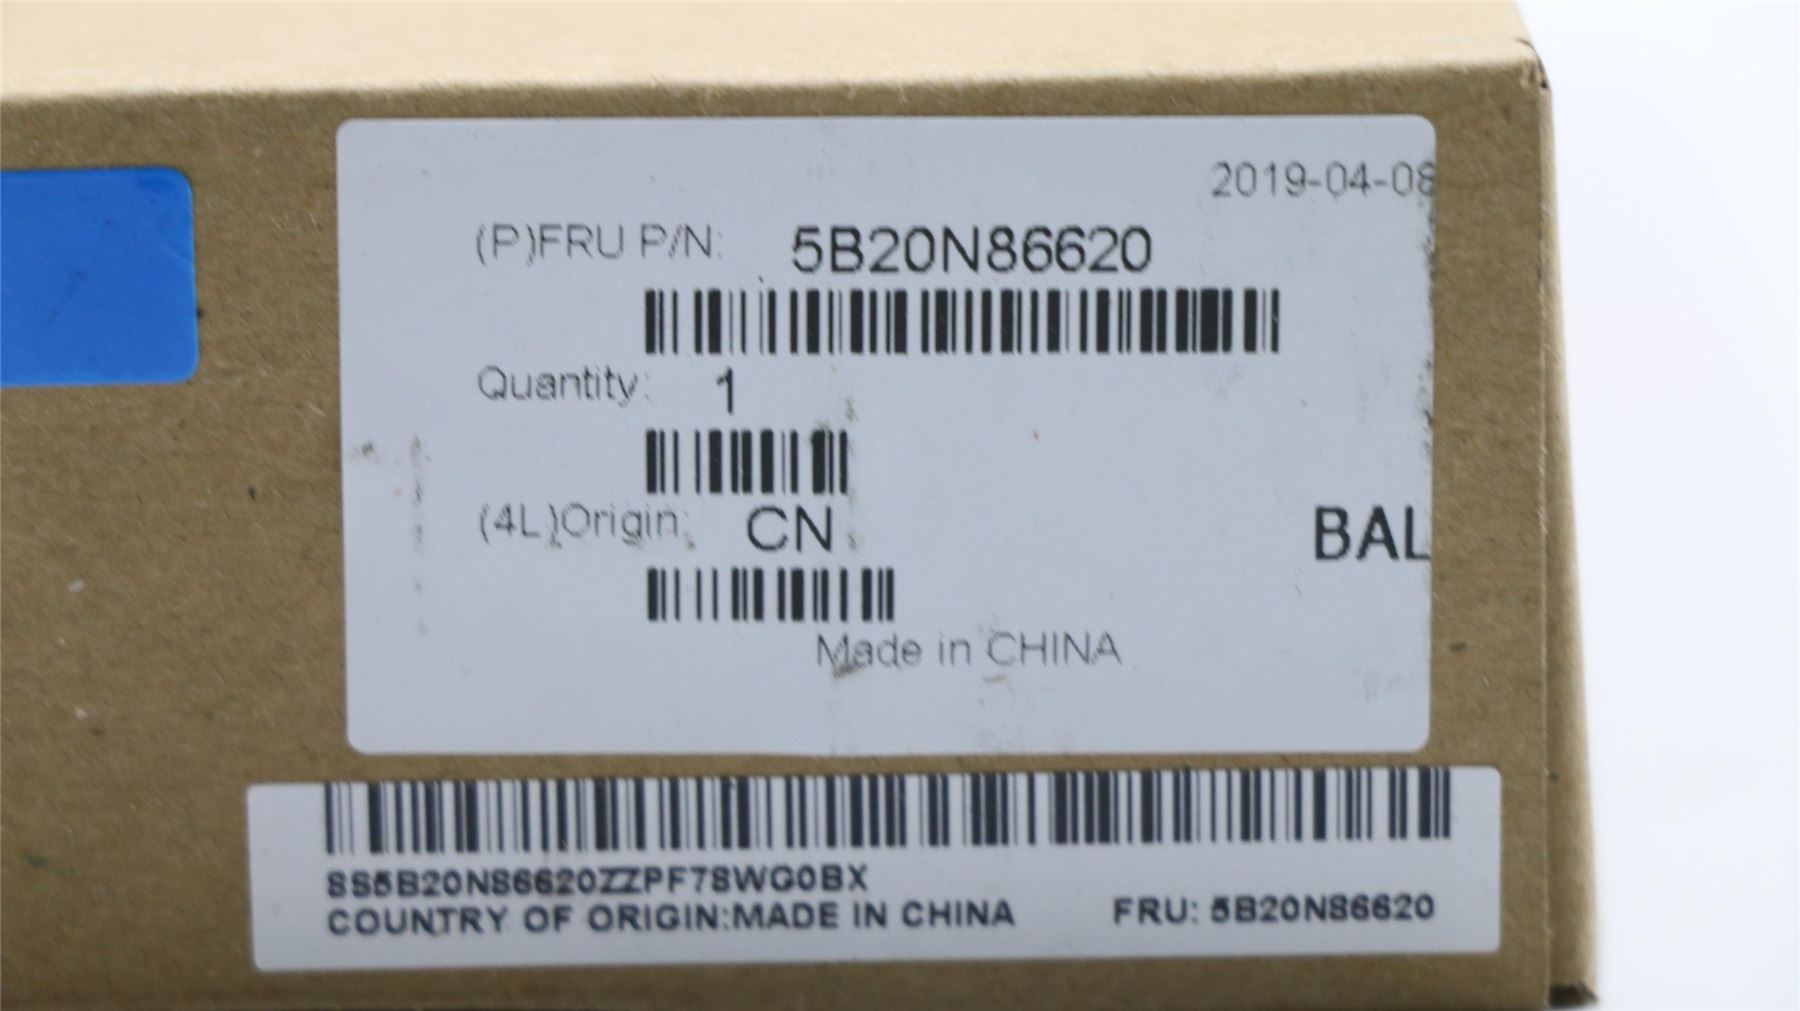 2019-04-08
(P)FRU P/N: 5B20N86620
Quantity: 1
(4L)Origin: CN
BAL
Made in CHINA
8S5B20N86620ZZPF78WG0BX
COUNTRY OF ORIGIN:MADE IN CHINA
FRU: 5B20N86620